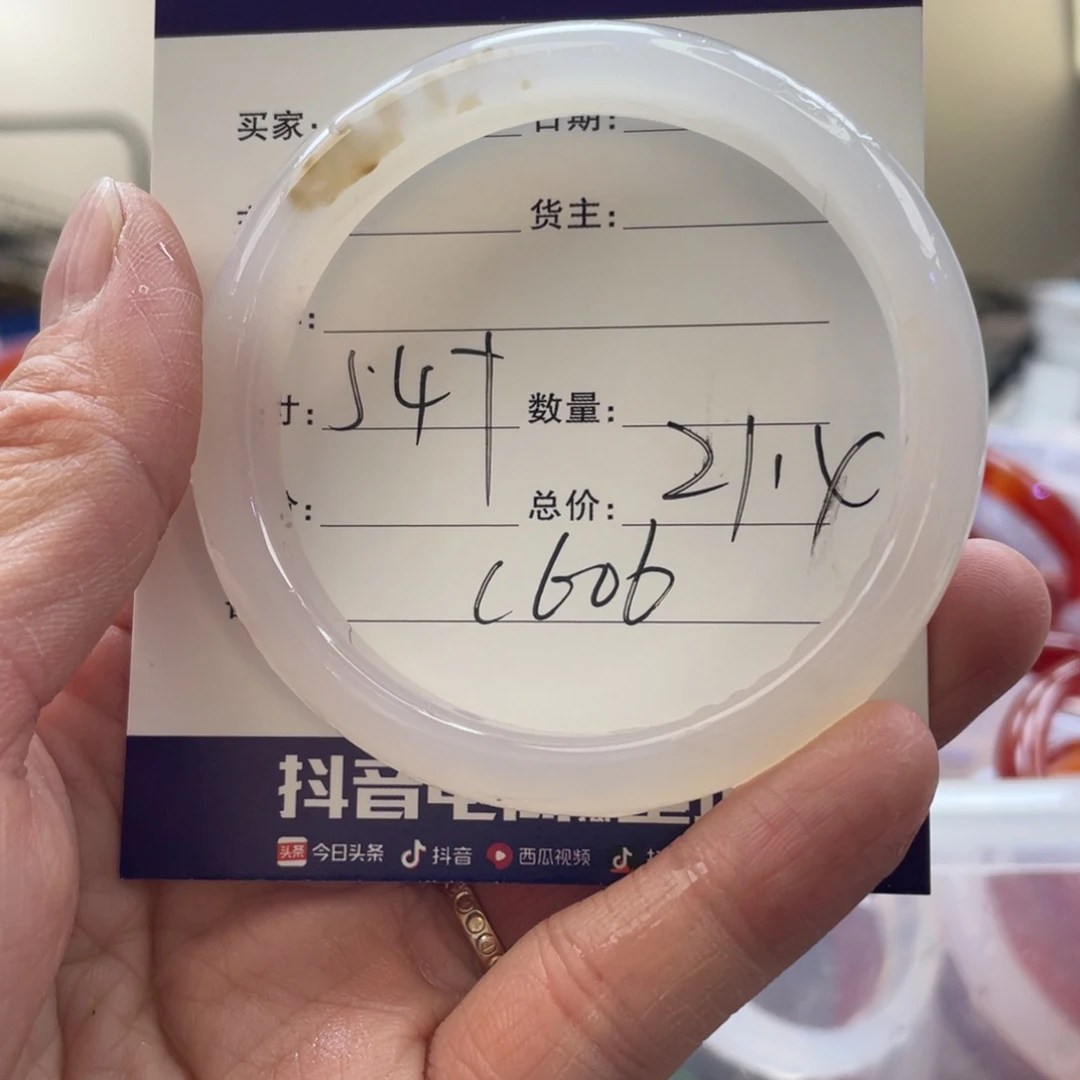 买家: 日期:
货主:
寸: 54
数量:
总价: 21.
c606
抖音电商
今日头条 抖音 西瓜视频